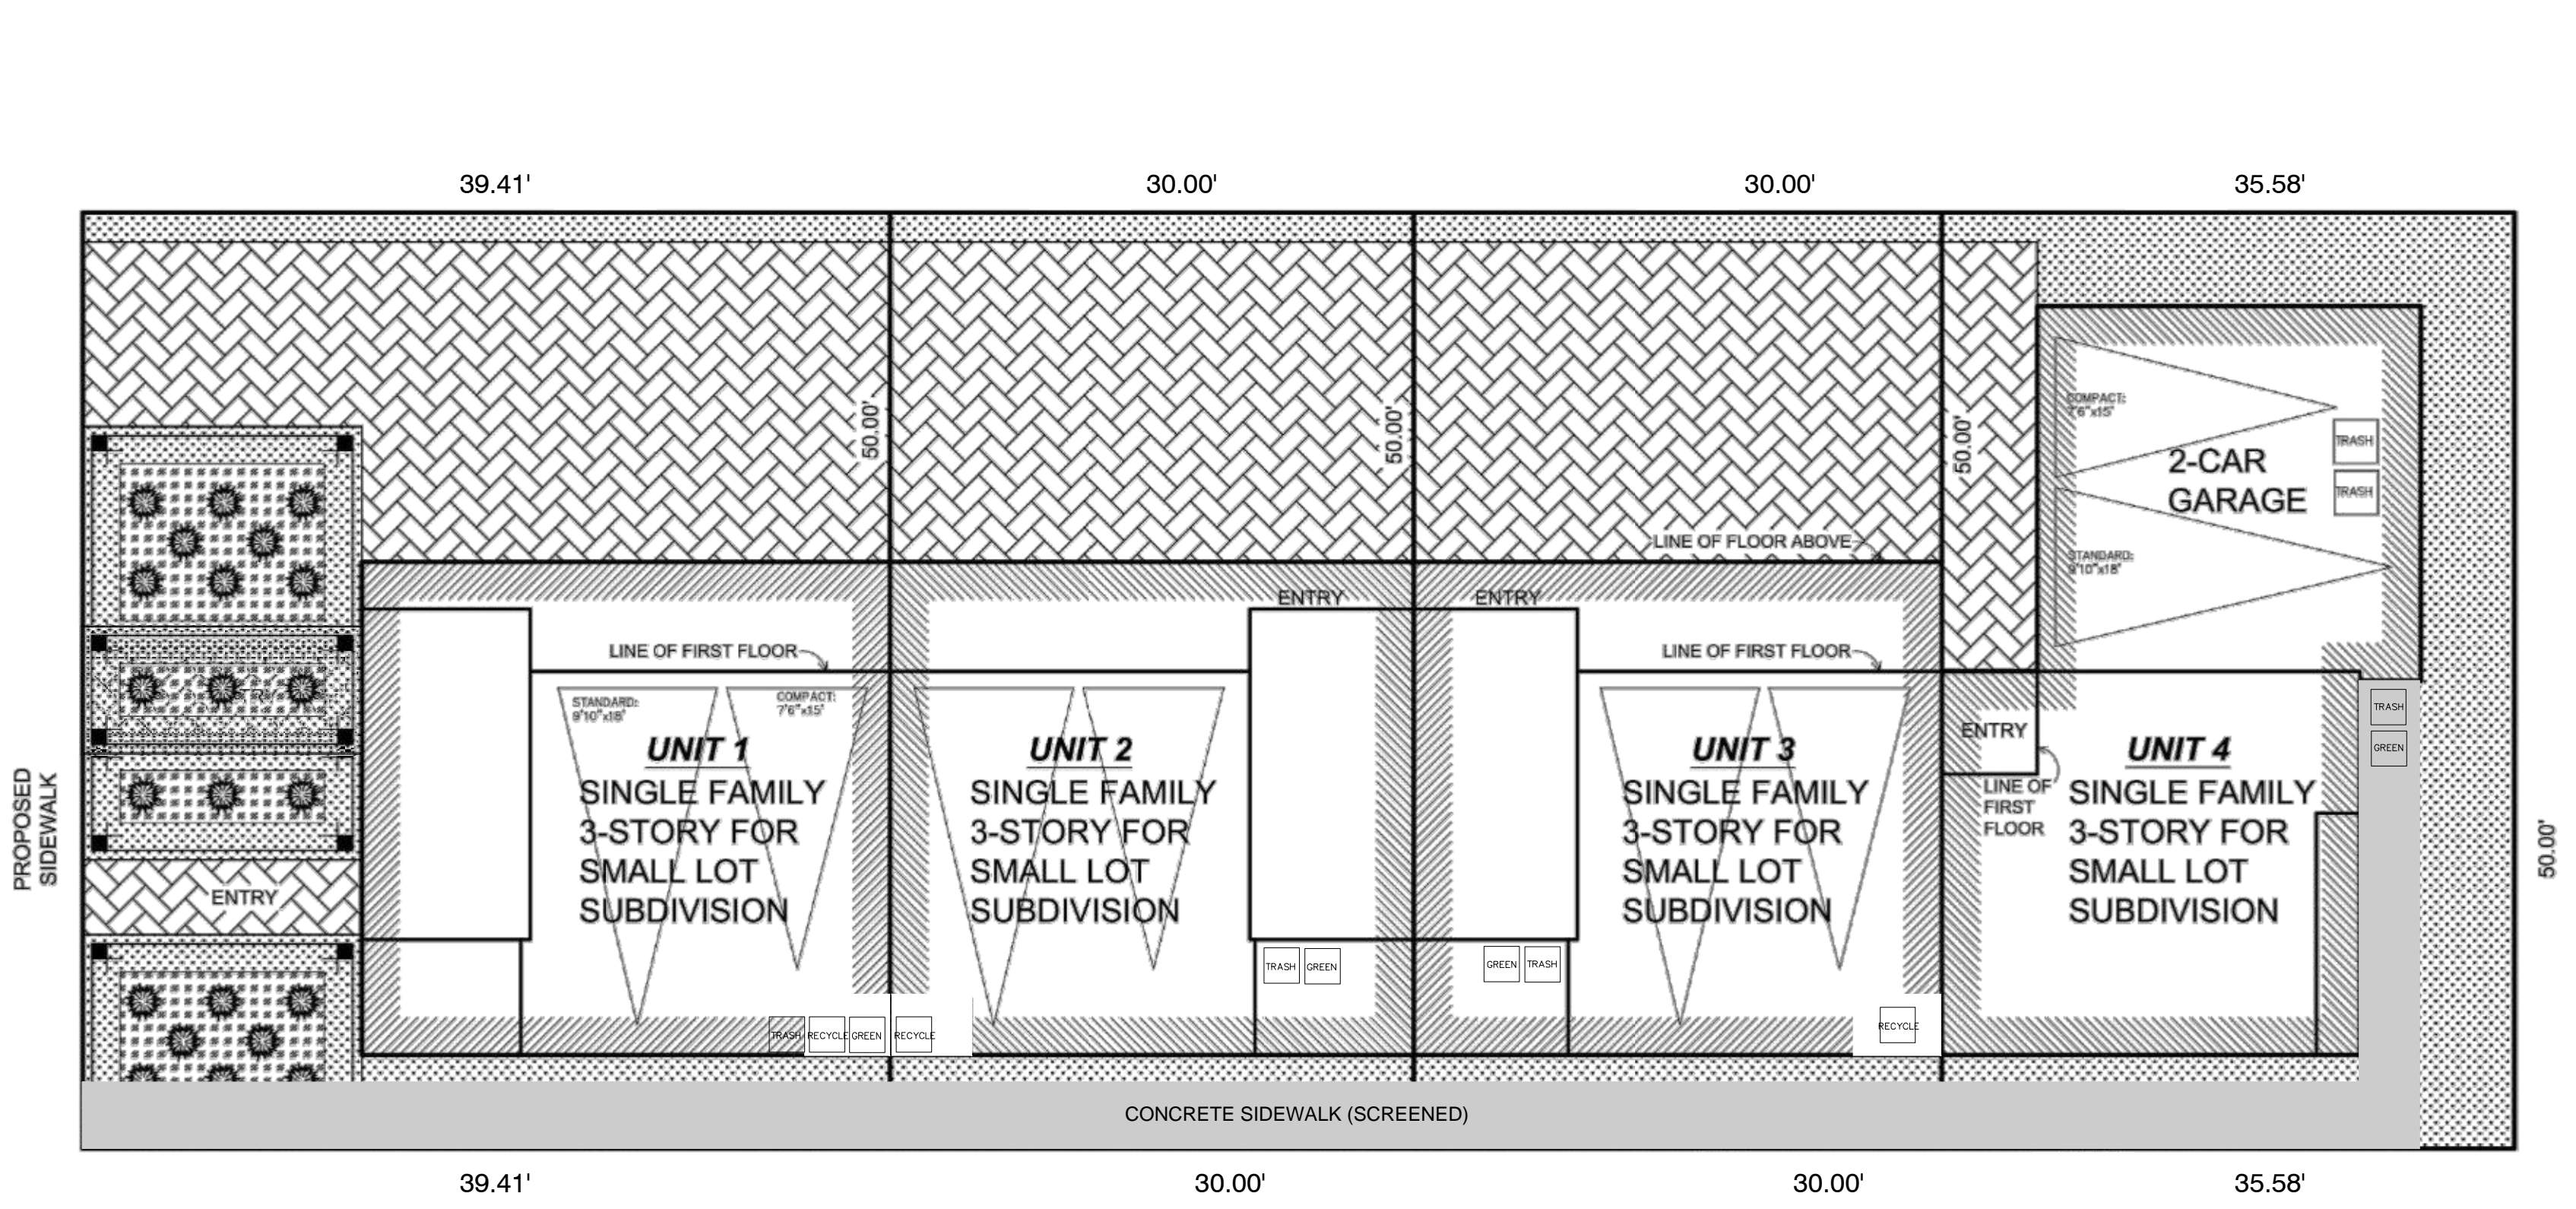 39.41'
30.00'
30.00'
35.58'
50.00'
50.00'
50.00'
COMPACT:
7'6"x15'
TRASH
2-CAR
GARAGE
TRASH
STANDARD:
9'10"x18'
LINE OF FLOOR ABOVE
ENTRY
ENTRY
LINE OF FIRST FLOOR
LINE OF FIRST FLOOR
STANDARD:
9'10"x18'
COMPACT:
7'6"x15'
TRASH
GREEN
ENTRY
UNIT 1
SINGLE FAMILY
3-STORY FOR
SMALL LOT
SUBDIVISION
UNIT 2
SINGLE FAMILY
3-STORY FOR
SMALL LOT
SUBDIVISION
UNIT 3
SINGLE FAMILY
3-STORY FOR
SMALL LOT
SUBDIVISION
LINE OF
FIRST
FLOOR
UNIT 4
SINGLE FAMILY
3-STORY FOR
SMALL LOT
SUBDIVISION
PROPOSED
SIDEWALK
50.00'
ENTRY
TRASH
GREEN
GREEN
TRASH
TRASH
RECYCLE
GREEN
RECYCLE
RECYCLE
CONCRETE SIDEWALK (SCREENED)
39.41'
30.00'
30.00'
35.58'